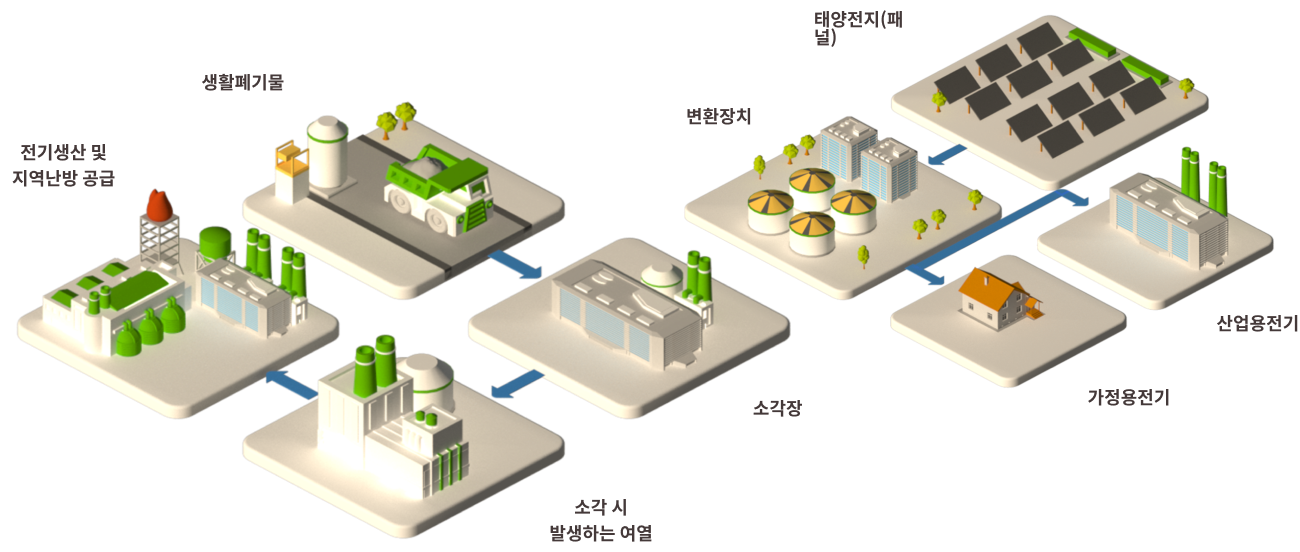 태양전지(패
널)
생활폐기물
변환장치
전기생산 및
지역난방 공급
산업용전기
가정용전기
소각장
소각 시
발생하는 여열